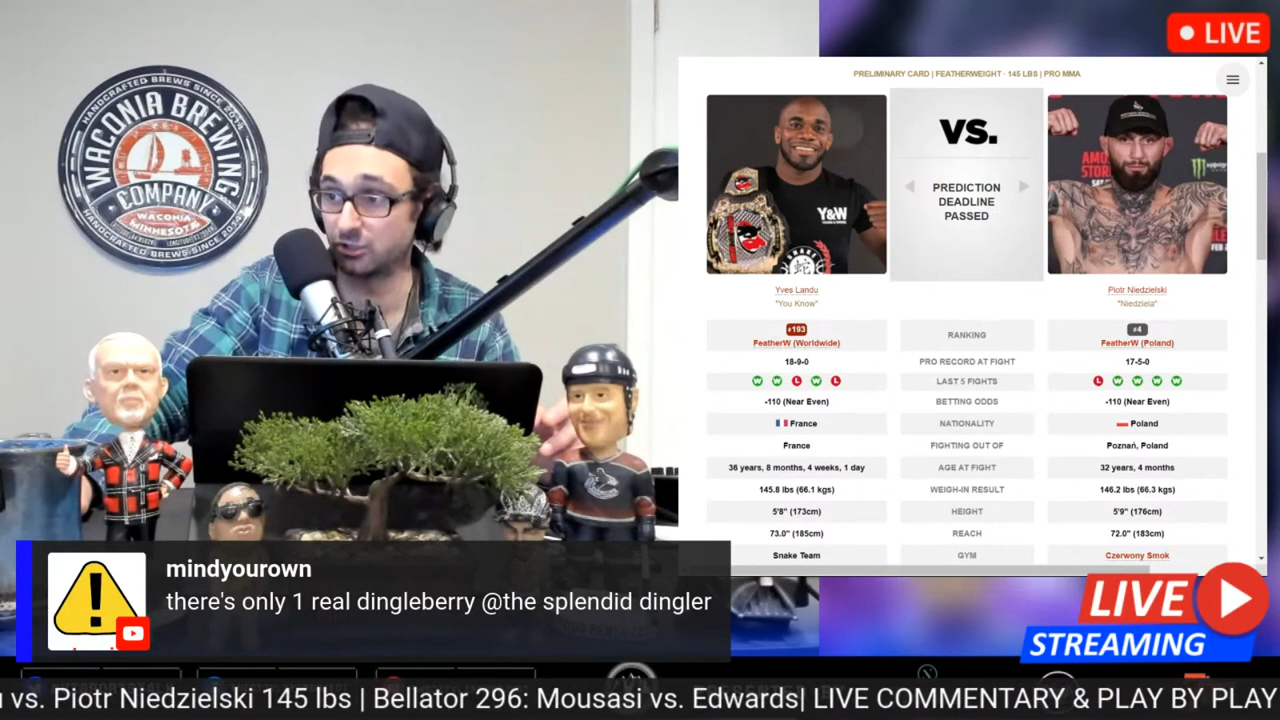 LIVE
PRELIMINARY CARD | FEATHERWEIGHT · 145 LBS | PRO MMA
HANDCRAFTED BREWS SINCE 2014
WACONIA BREWING
COMPANY
WACONIA
MINNESOTA
HANDCRAFTED BREWS SINCE 2014
VS.
PREDICTION
DEADLINE
PASSED
Y&W
Yves Landu
"You Know"
Piotr Niedzielski
"Niedziela"
#193
FeatherW (Worldwide)
RANKING
#4
FeatherW (Poland)
18-9-0
PRO RECORD AT FIGHT
17-5-0
W W L W L
LAST 5 FIGHTS
L W W W W
-110 (Near Even)
BETTING ODDS
-110 (Near Even)
France
NATIONALITY
Poland
France
FIGHTING OUT OF
Poznań, Poland
36 years, 8 months, 4 weeks, 1 day
AGE AT FIGHT
32 years, 4 months
145.8 lbs (66.1 kgs)
WEIGH-IN RESULT
146.2 lbs (66.3 kgs)
5'8" (173cm)
HEIGHT
5'9" (176cm)
73.0" (185cm)
REACH
72.0" (183cm)
Snake Team
GYM
Czerwony Smok
mindyourown
there's only 1 real dingleberry @the splendid dingler
LIVE
STREAMING
vs. Piotr Niedzielski 145 lbs | Bellator 296: Mousasi vs. Edwards| LIVE COMMENTARY & PLAY BY PLAY